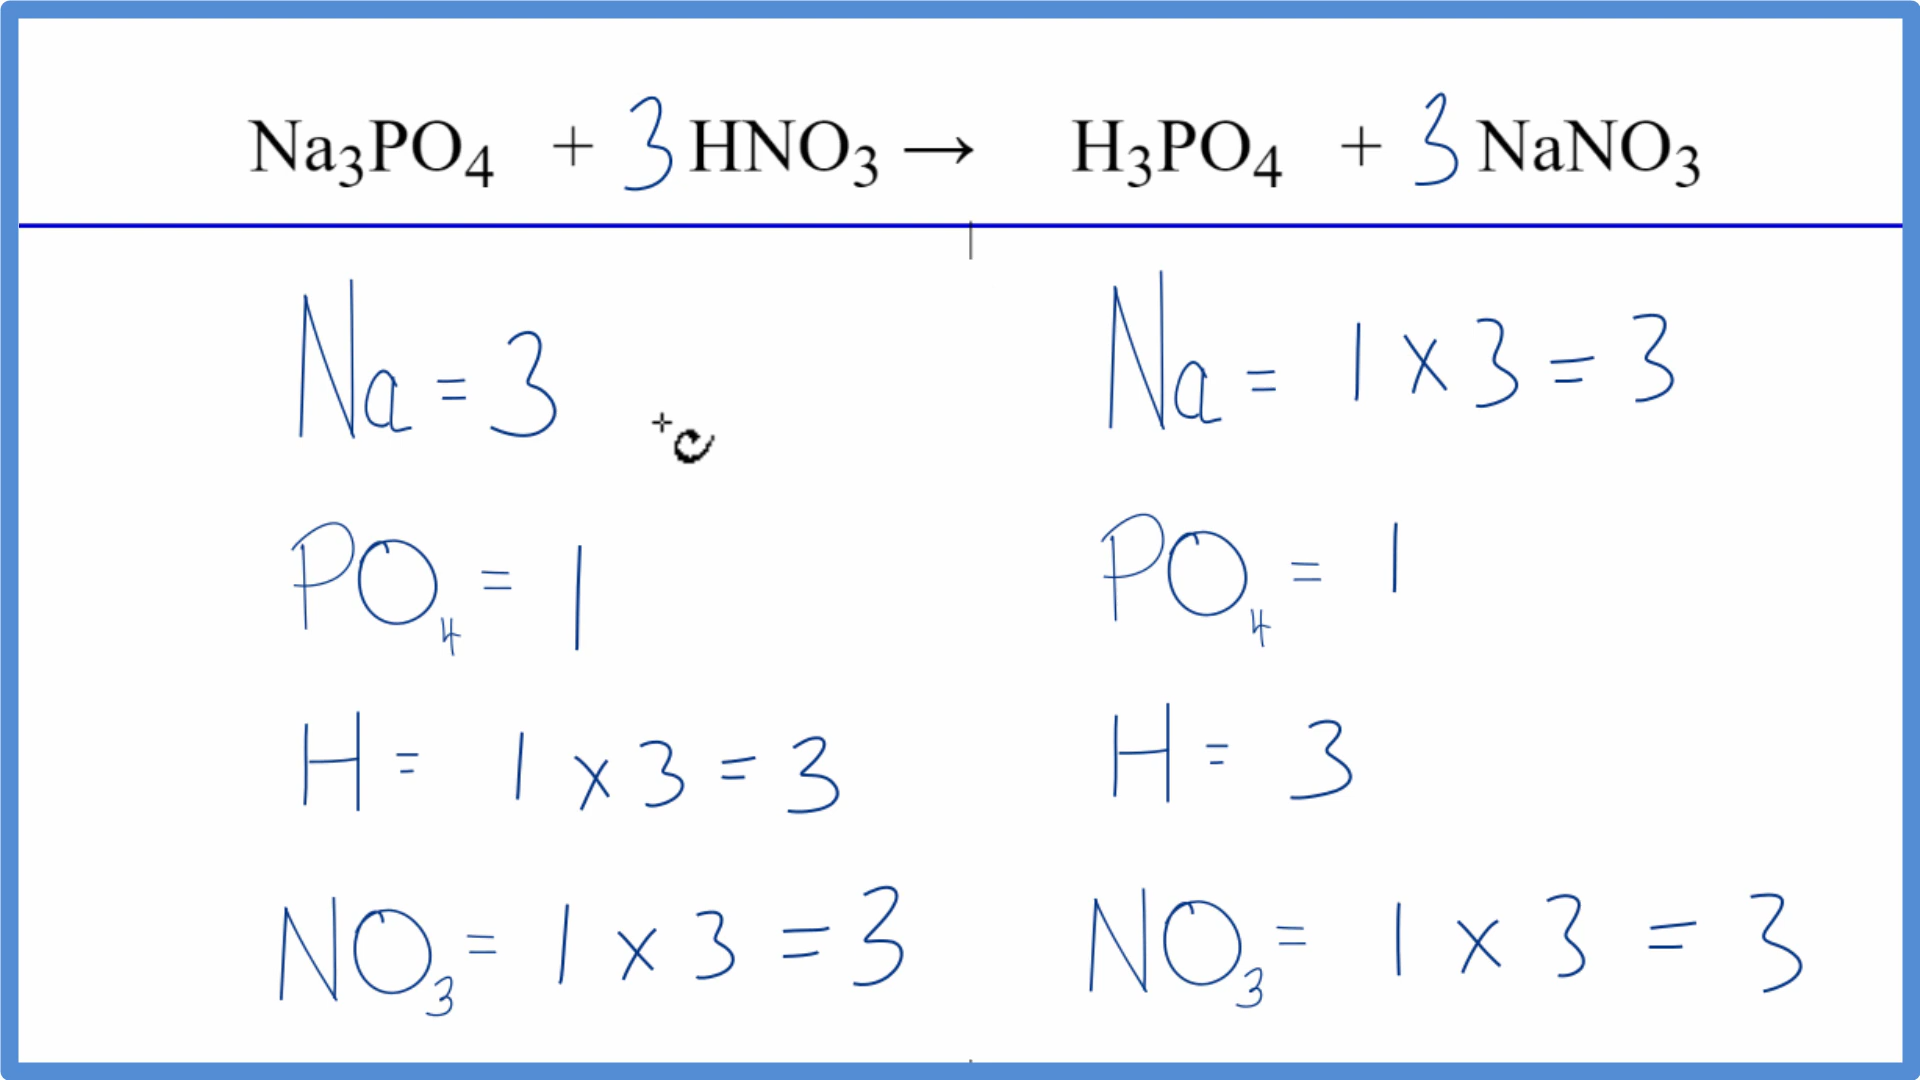 Na₃PO₄ + 3 HNO₃ → H₃PO₄ + 3 NaNO₃
Na = 3
Na = 1 x 3 = 3
PO₄ = 1
PO₄ = 1
H = 1 x 3 = 3
H = 3
NO₃ = 1 x 3 = 3
NO₃ = 1 x 3 = 3